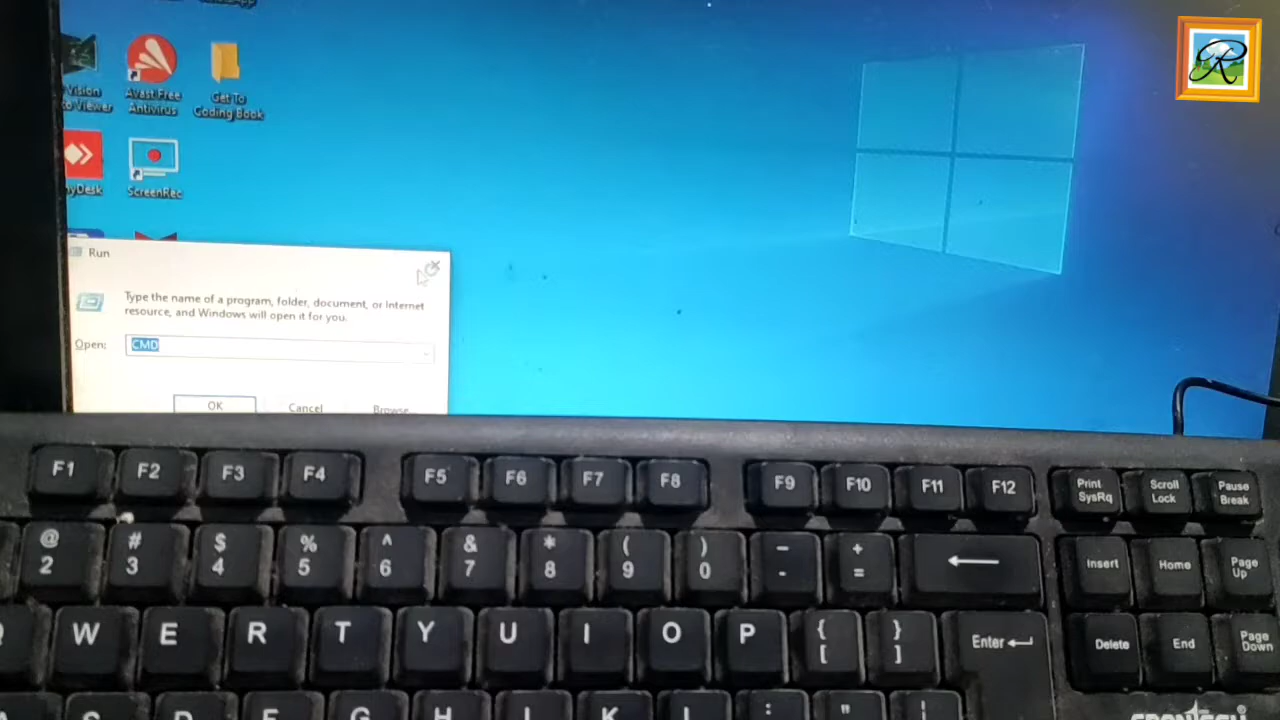 Vision
to Viewer
Avast Free
Antivirus
Get To
Coding Book
ScreenRec
Run
Type the name of a program, folder, document, or Internet
resource, and Windows will open it for you.
Open:
CMD
OK
Cancel
Browse
R
F1 F2 F3 F4 F5 F6 F7 F8 F9 F10 F11 F12
Print
SysRq
Scroll
Lock
Pause
Break
@ # $ % ^ & * ( ) _ +
2 3 4 5 6 7 8 9 0 - =
Insert
Home
Page
Up
W E R T Y U I O P
{ }
[ ]
Enter
Delete
End
Page
Down